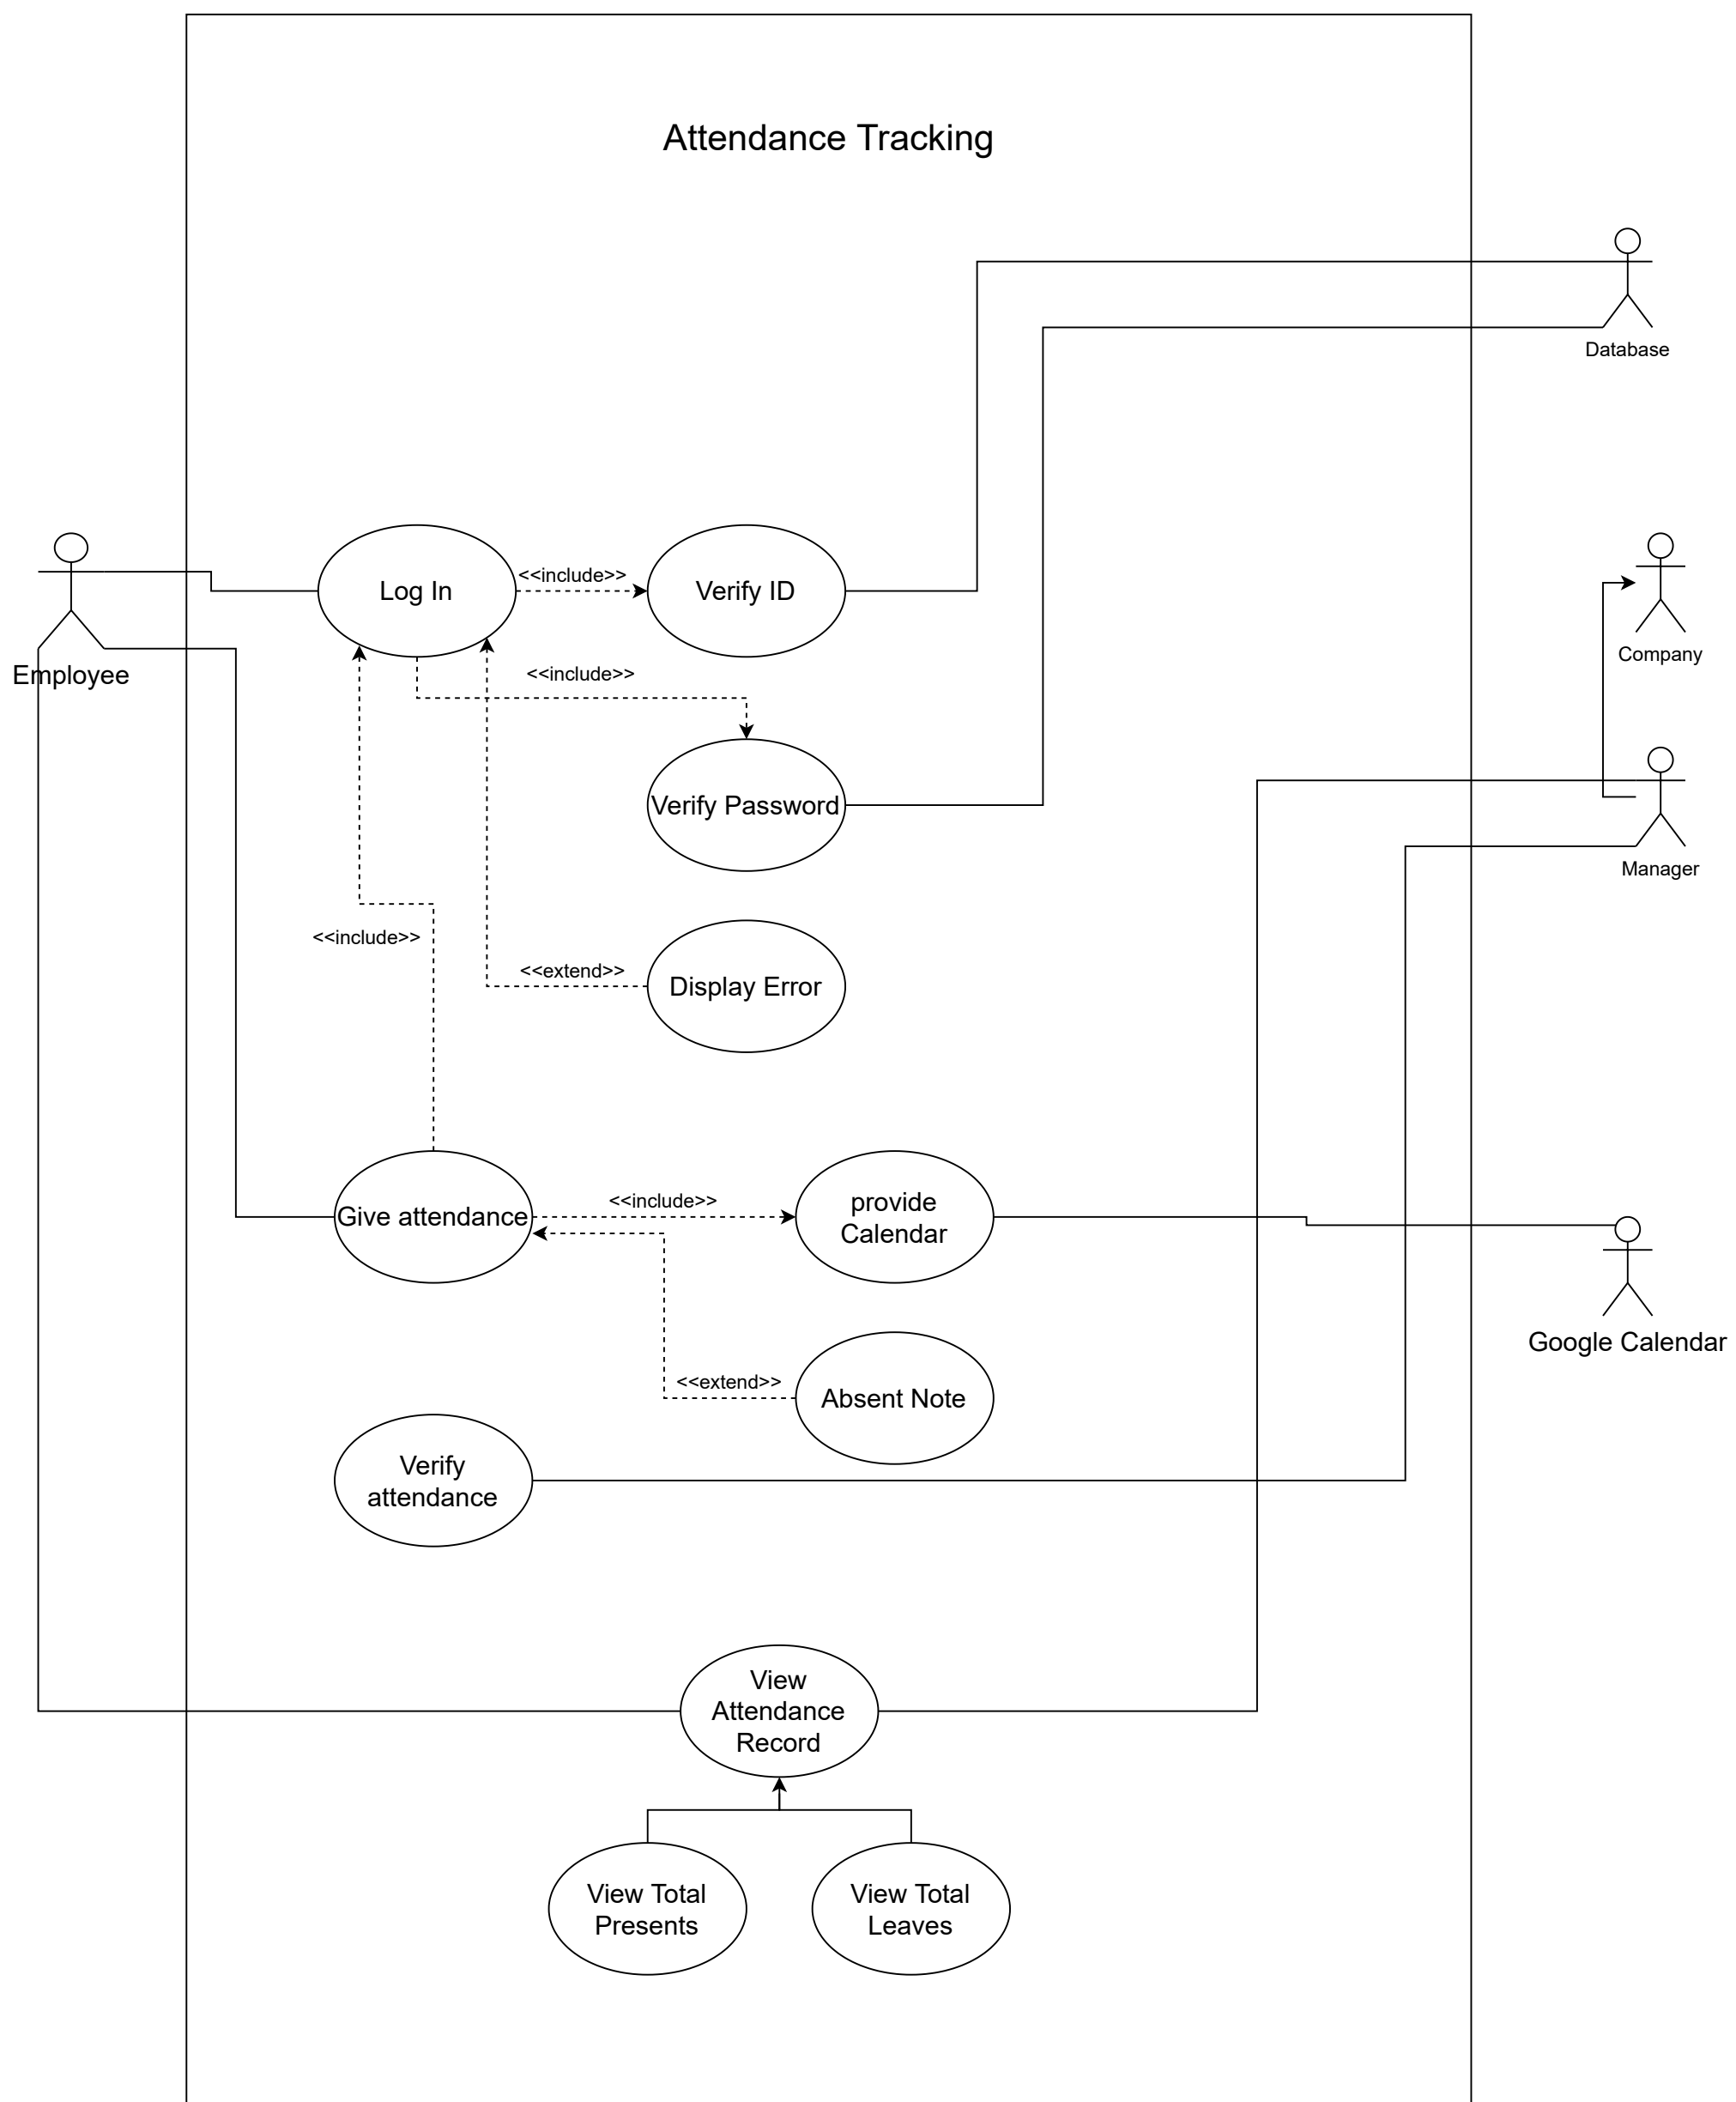 Attendance Tracking
Database
Log In
<<include>>
Verify ID
Company
Employee
<<include>>
Verify Password
Manager
<<include>>
<<extend>>
Display Error
Give attendance
<<include>>
provide
Calendar
Google Calendar
<<extend>>
Absent Note
Verify
attendance
View
Attendance
Record
View Total
Presents
View Total
Leaves